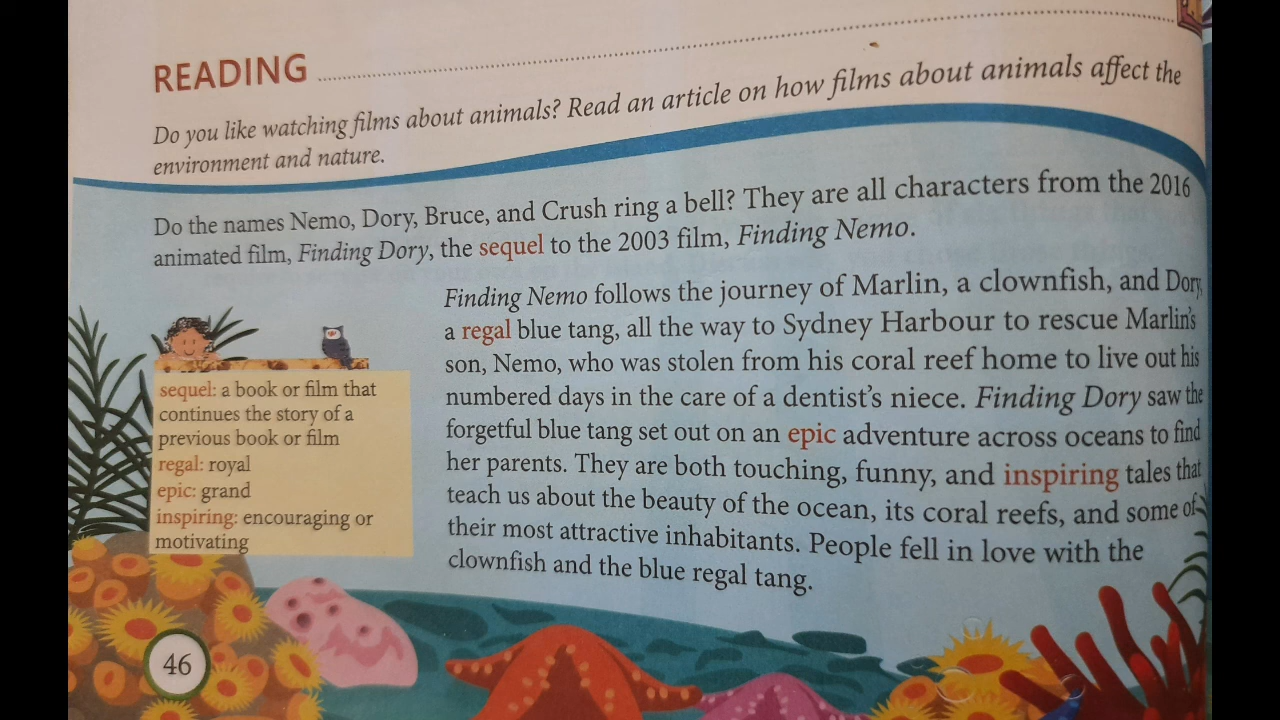 READING
Do you like watching films about animals? Read an article on how films about animals affect the
environment and nature.
Do the names Nemo, Dory, Bruce, and Crush ring a bell? They are all characters from the 2016
animated film, Finding Dory, the sequel to the 2003 film, Finding Nemo.
sequel: a book or film that
continues the story of a
previous book or film
regal: royal
epic: grand
inspiring: encouraging or
motivating
Finding Nemo follows the journey of Marlin, a clownfish, and Dory,
a regal blue tang, all the way to Sydney Harbour to rescue Marlin's
son, Nemo, who was stolen from his coral reef home to live out his
numbered days in the care of a dentist's niece. Finding Dory saw the
forgetful blue tang set out on an epic adventure across oceans to find
her parents. They are both touching, funny, and inspiring tales that
teach us about the beauty of the ocean, its coral reefs, and some of
their most attractive inhabitants. People fell in love with the
clownfish and the blue regal tang.
46